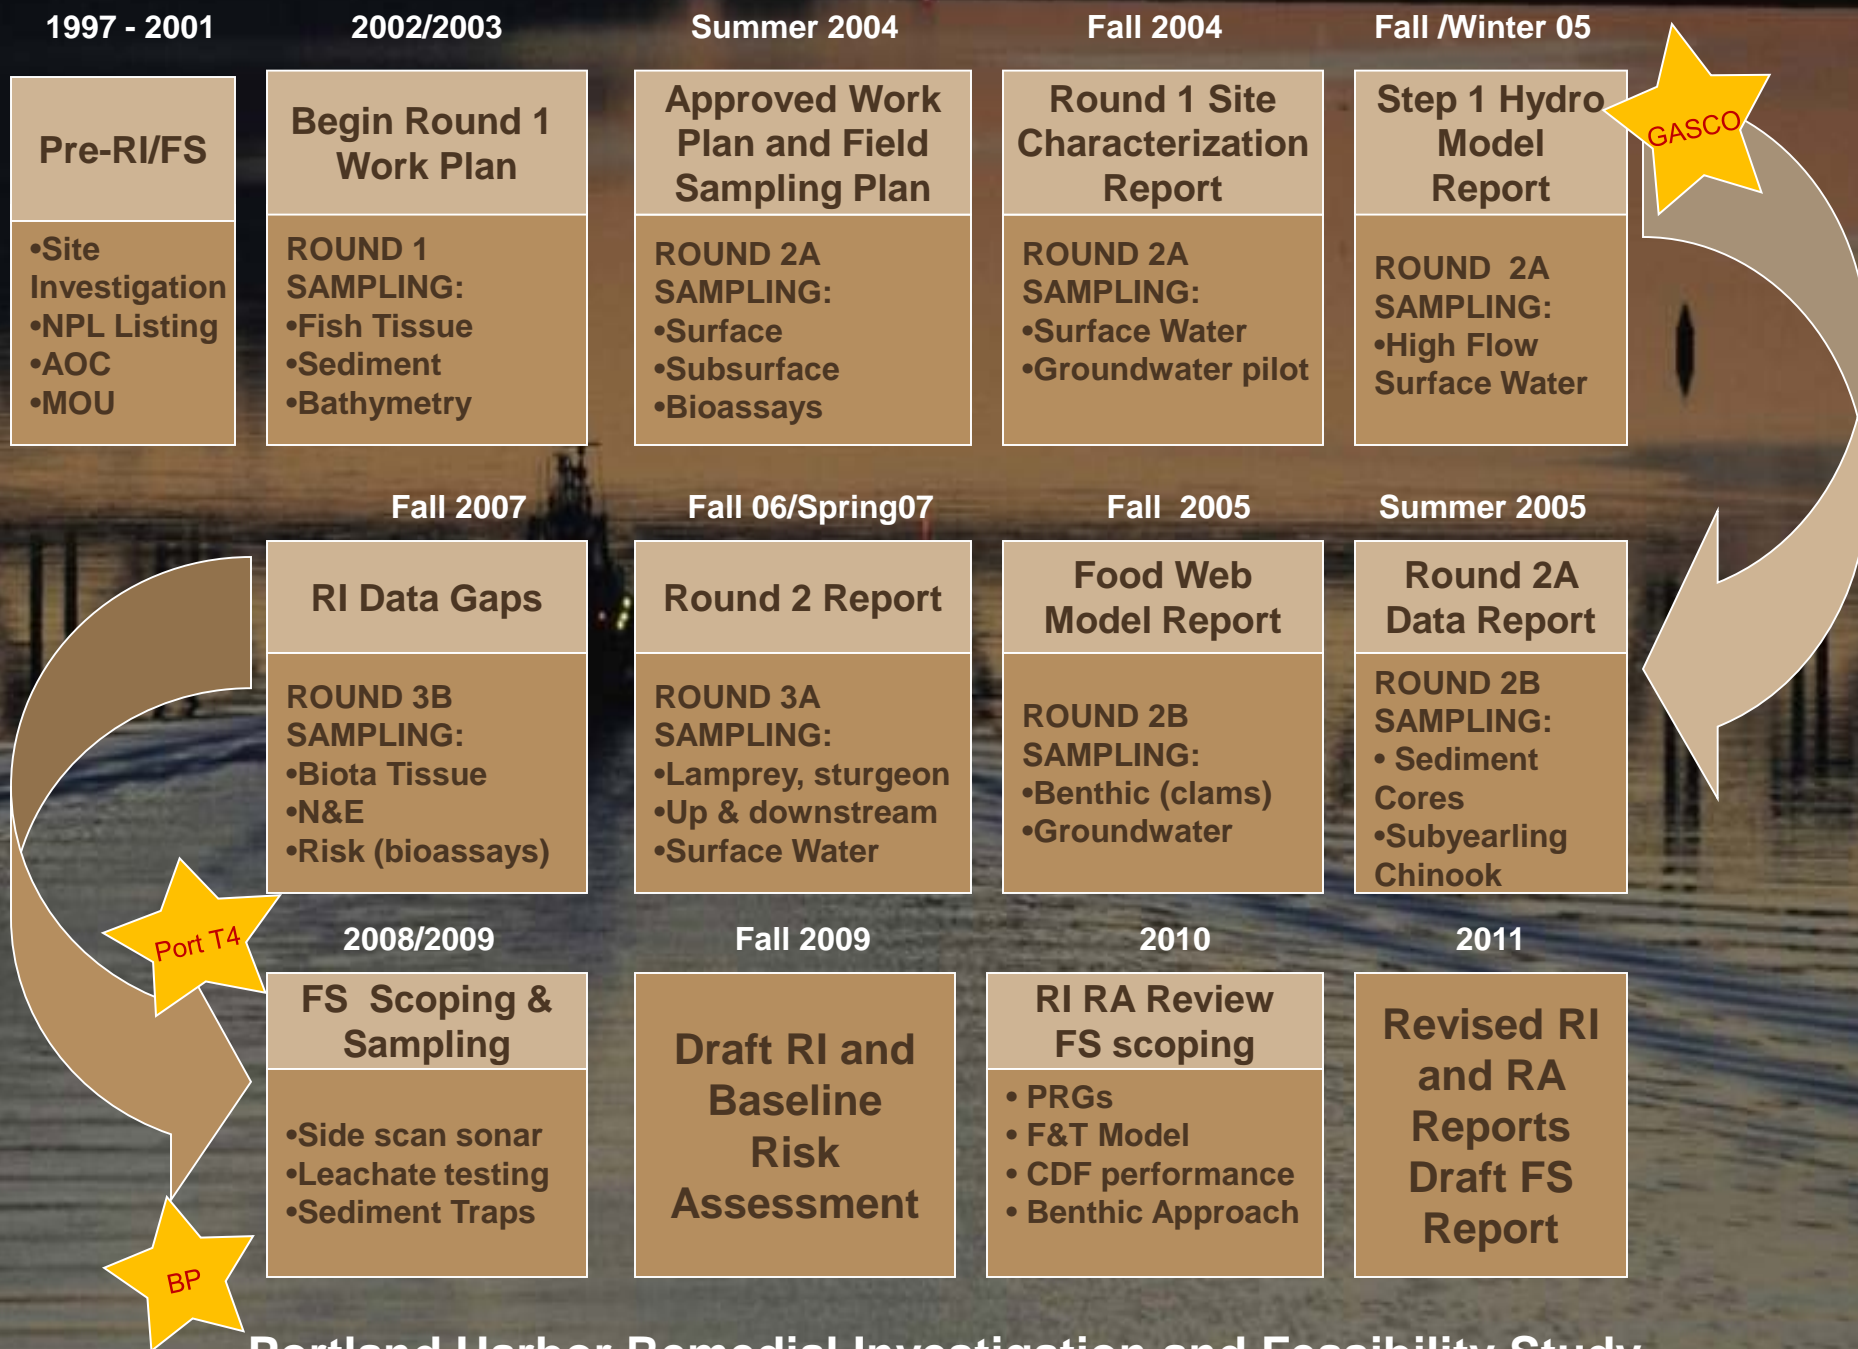 1997 - 2001
2002/2003
Summer 2004
Fall 2004
Fall /Winter 05
Pre-RI/FS
•Site
Investigation
•NPL Listing
•AOC
•MOU
Begin Round 1
Work Plan
ROUND 1
SAMPLING:
•Fish Tissue
•Sediment
•Bathymetry
Approved Work
Plan and Field
Sampling Plan
ROUND 2A
SAMPLING:
•Surface
•Subsurface
•Bioassays
Round 1 Site
Characterization
Report
ROUND 2A
SAMPLING:
•Surface Water
•Groundwater pilot
Step 1 Hydro
Model
Report
ROUND  2A
SAMPLING:
•High Flow
Surface Water
GASCO
Summer 2005
Round 2A
Data Report
ROUND 2B
SAMPLING:
• Sediment
Cores
•Subyearling
Chinook
Fall  2005
Food Web
Model Report
ROUND 2B
SAMPLING:
•Benthic (clams)
•Groundwater
Fall 06/Spring07
Round 2 Report
ROUND 3A
SAMPLING:
•Lamprey, sturgeon
•Up & downstream
•Surface Water
Fall 2007
RI Data Gaps
ROUND 3B
SAMPLING:
•Biota Tissue
•N&E
•Risk (bioassays)
Port T4
BP
2008/2009
FS  Scoping &
Sampling
•Side scan sonar
•Leachate testing
•Sediment Traps
Fall 2009
Draft RI and
Baseline
Risk
Assessment
2010
RI RA Review
FS scoping
• PRGs
• F&T Model
• CDF performance
• Benthic Approach
2011
Revised RI
and RA
Reports
Draft FS
Report
Portland Harbor Remedial Investigation and Feasibility Study